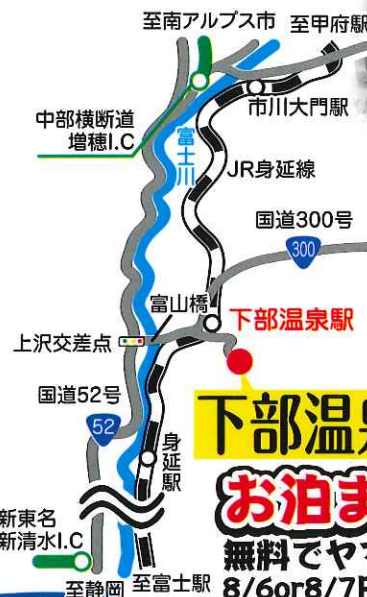 至南アルプス市
至甲府駅
市川大門駅
中部横断道
増穂I.C
富士川
JR身延線
国道300号
300
富山橋
下部温泉駅
上沢交差点
国道52号
52
下部温
身延駅
お泊ま
新東名
新清水I.C
無料でヤ
至静岡
至富士駅
8/6or8/7